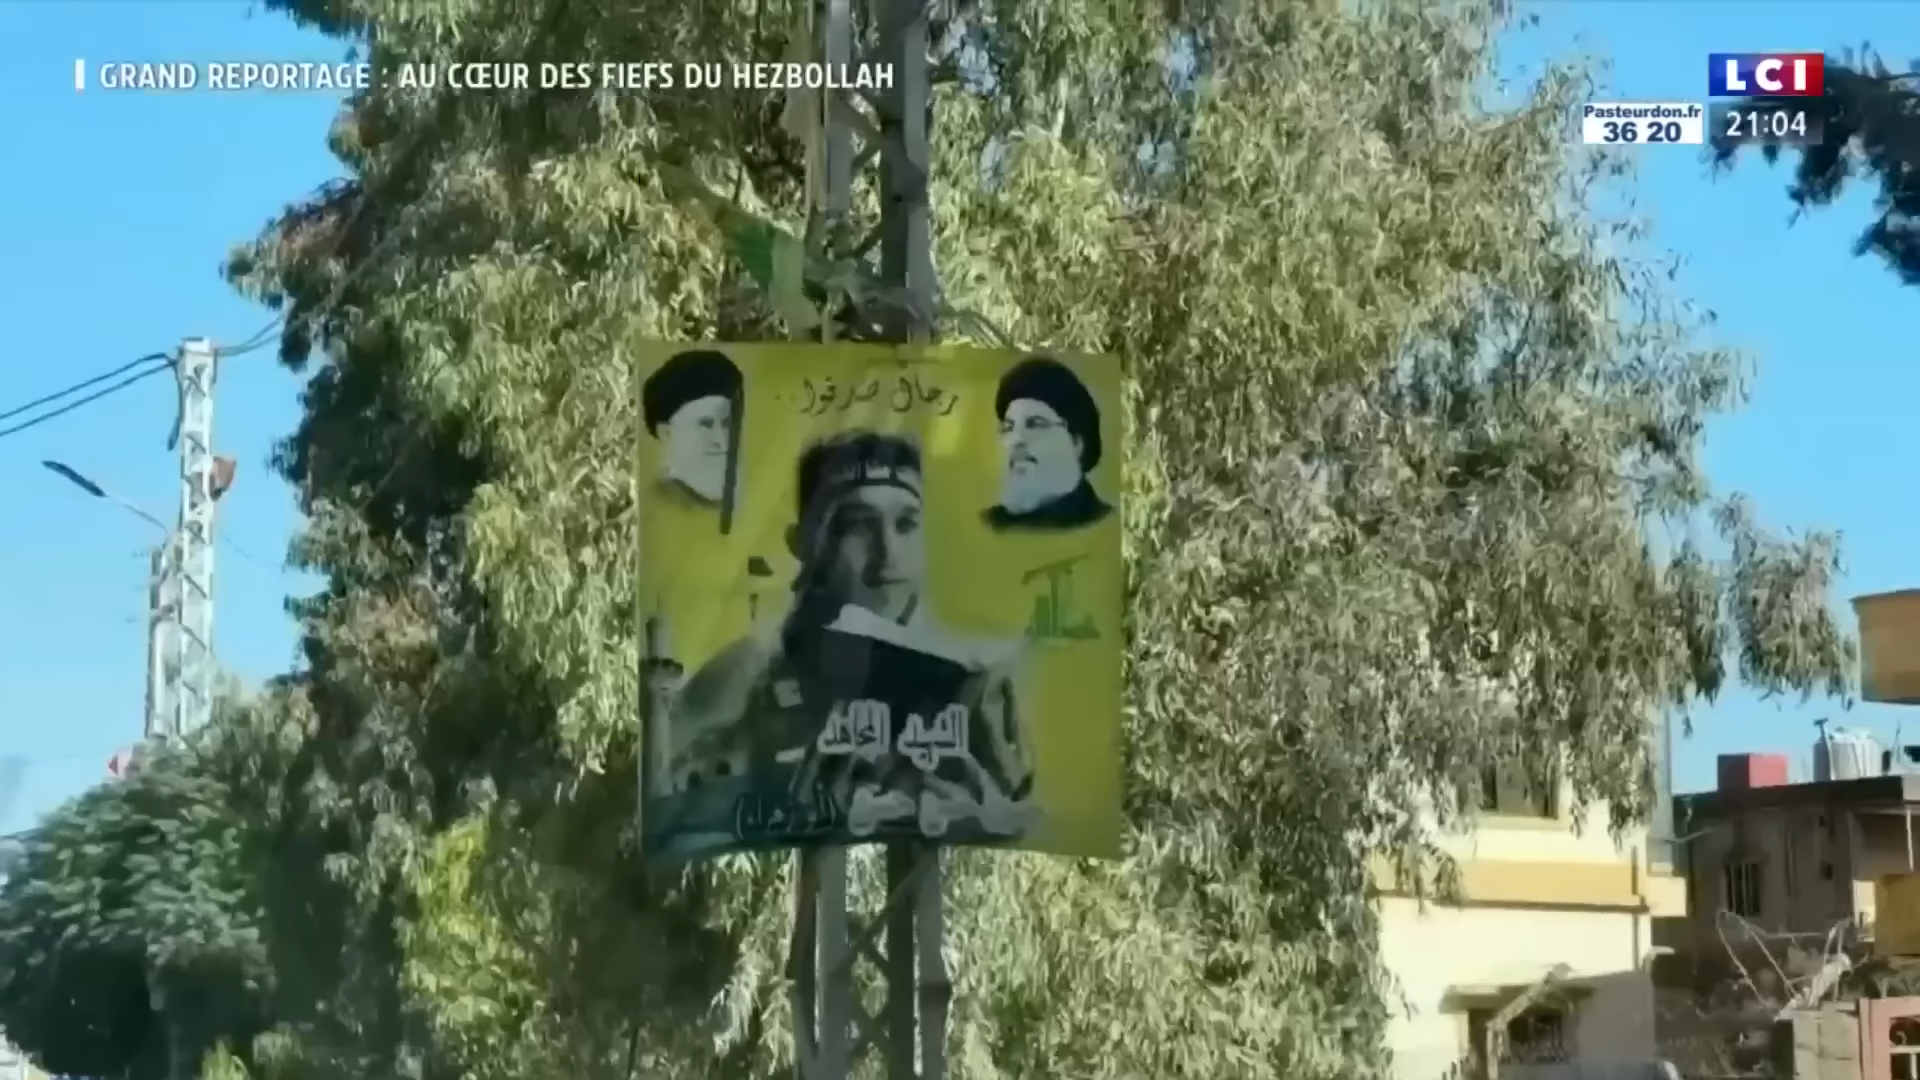 GRAND REPORTAGE : AU CŒUR DES FIEFS DU HEZBOLLAH
LCI
Pasteurdon.fr
36 20
21:04
رجال صدقوا..
الشهيد المجاهد